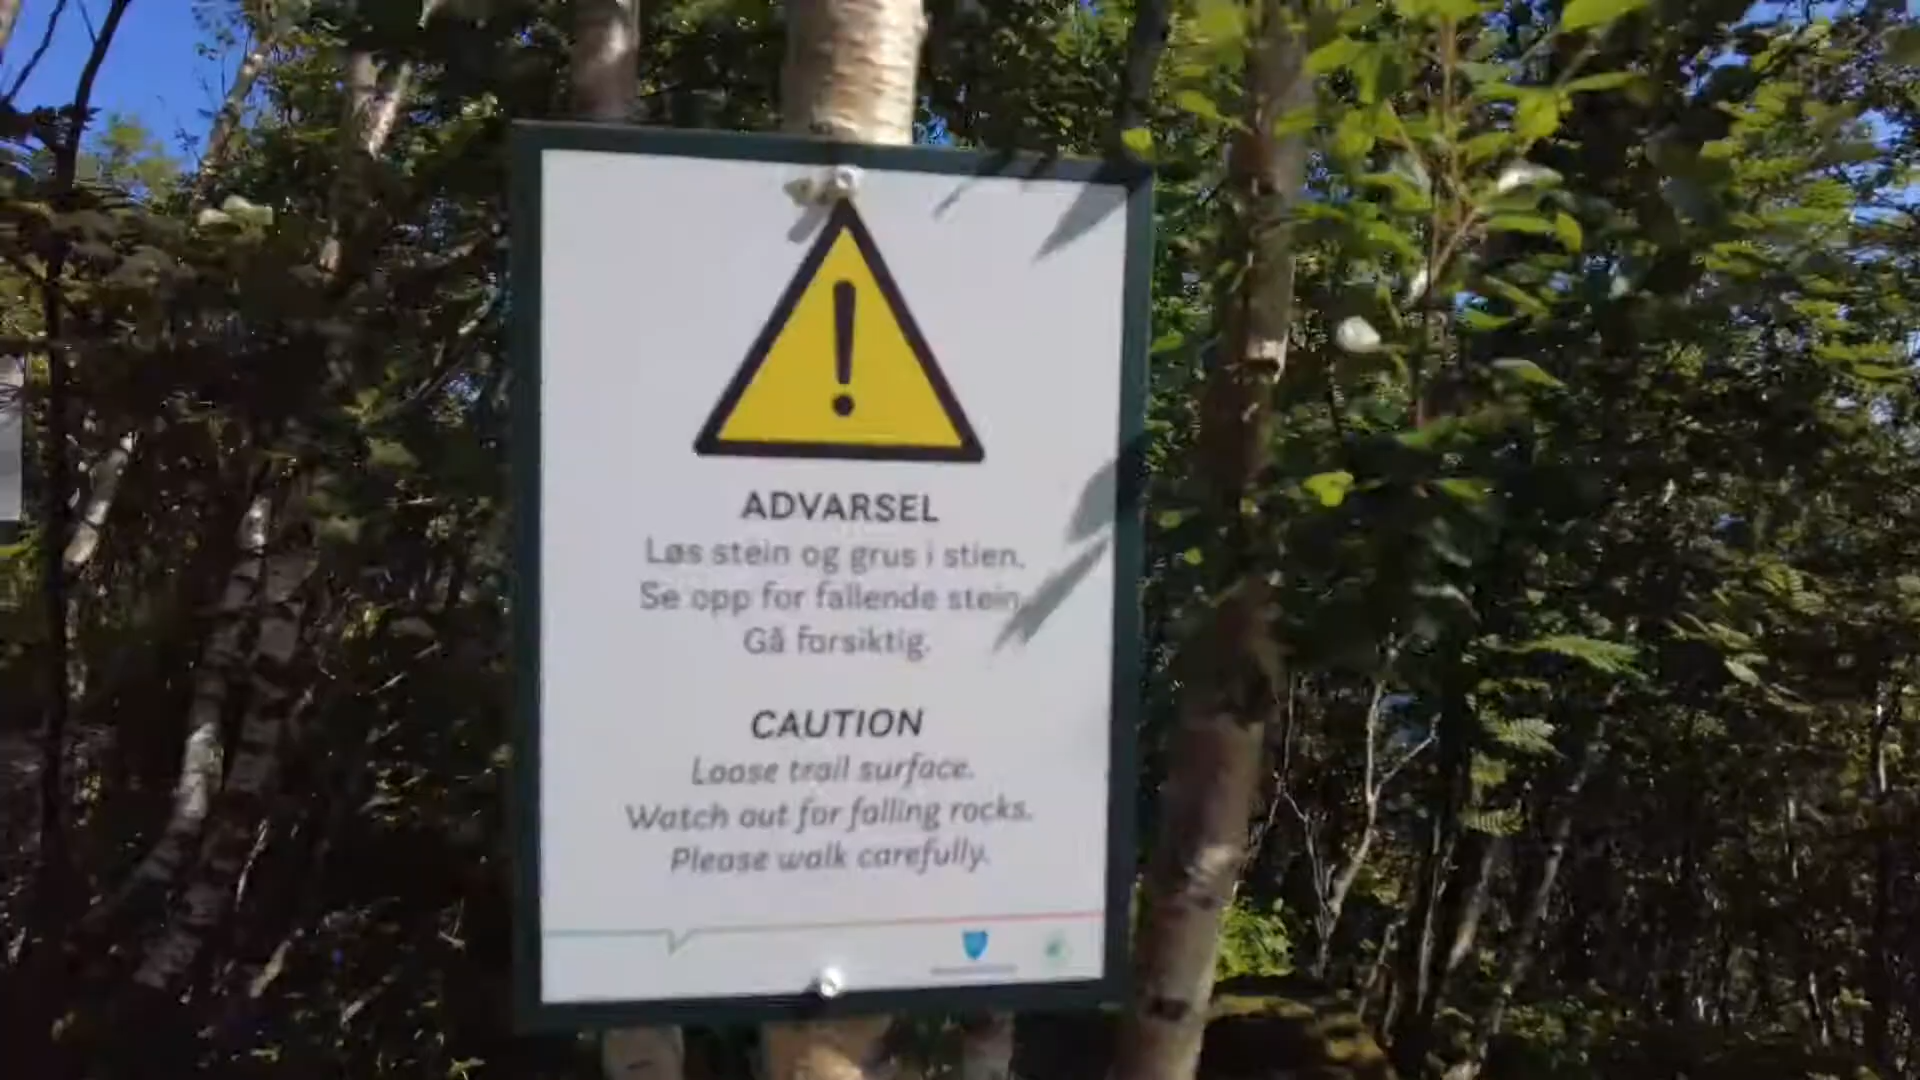 ADVARSEL
Løs stein og grus i stien.
Se opp for fallende stein.
Gå forsiktig.
CAUTION
Loose trail surface.
Watch out for falling rocks.
Please walk carefully.